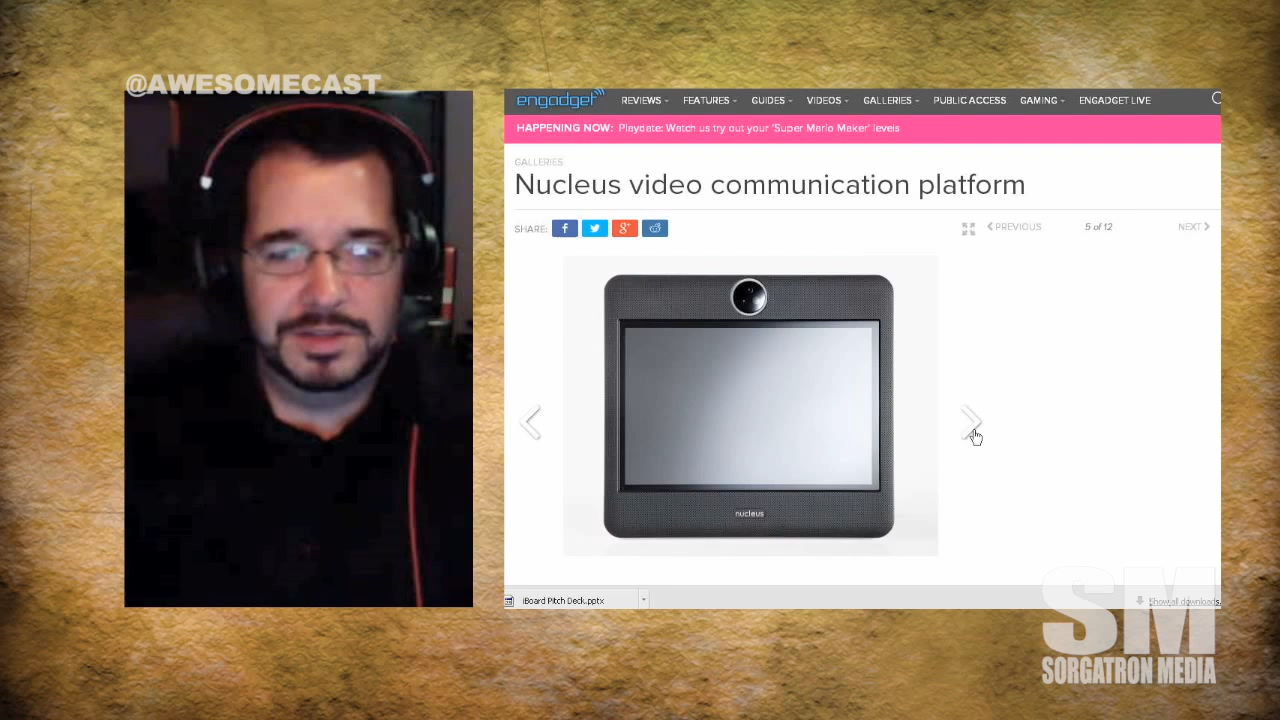 @AWESOMECAST
engadget
REVIEWS FEATURES GUIDES VIDEOS GALLERIES PUBLIC ACCESS GAMING ENGADGET LIVE
HAPPENING NOW: Playdate: Watch us try out your 'Super Mario Maker' levels
GALLERIES
Nucleus video communication platform
SHARE:
PREVIOUS 5 of 12 NEXT
nucleus
iBoard Pitch Deck.pptx
Show all downloads.
SM
SORGATRON MEDIA